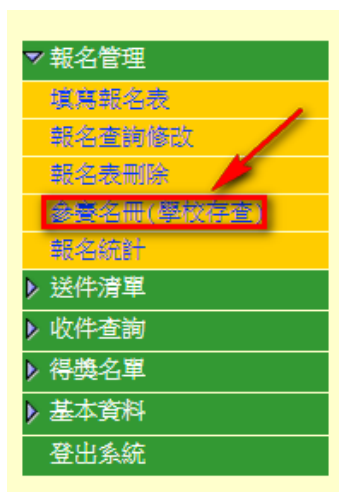 報名管理
填寫報名表
報名查詢修改
報名表刪除
參賽名冊(學校存查)
報名統計
送件清單
收件查詢
得獎名單
基本資料
登出系統